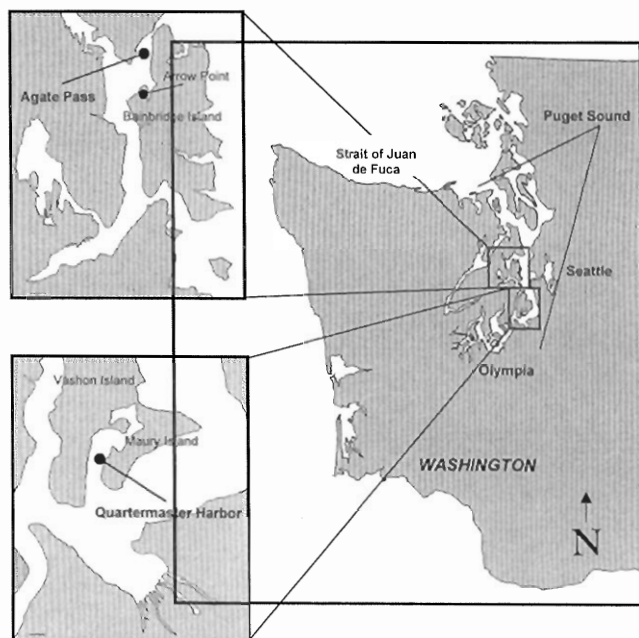 Arrow Point
Agate Pass
Bainbridge Island
Puget Sound
Strait of Juan
de Fuca
Seattle
Olympia
Vashon Island
Maury Island
WASHINGTON
Quartermaster Harbor
N